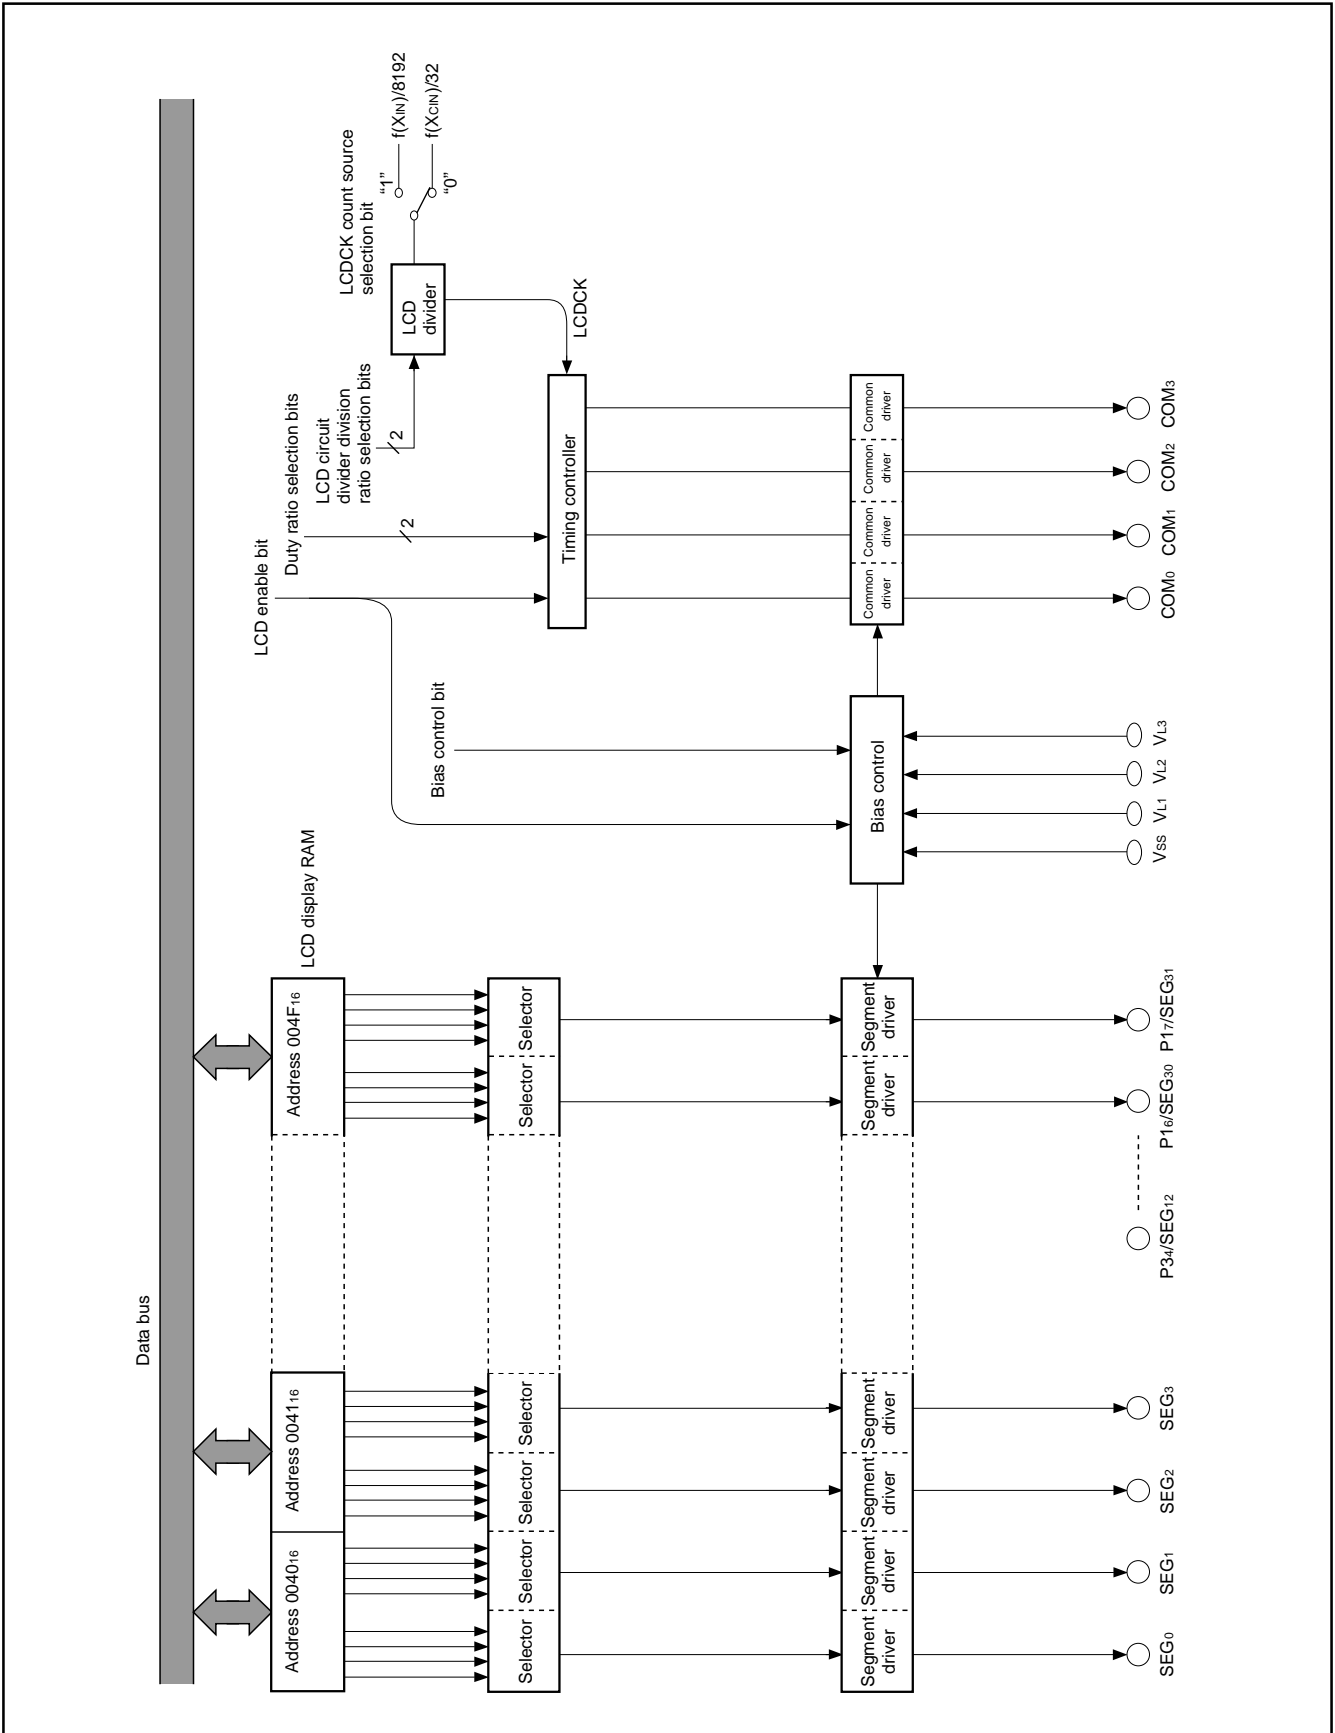 Data bus
Address 0040₁₆
Address 0041₁₆
Address 004F₁₆
LCD display RAM
LCD enable bit
Duty ratio selection bits
2
LCD circuit
divider division
ratio selection bits
2
LCDCK count source
selection bit
“1”
f(XIN)/8192
f(XCIN)/32
“0”
LCD
divider
LCDCK
Bias control bit
Timing controller
Selector
Selector
Selector
Selector
Selector
Selector
Segment
driver
Segment
driver
Segment
driver
Segment
driver
Segment
driver
Segment
driver
Bias control
Common
driver
Common
driver
Common
driver
Common
driver
SEG0
SEG1
SEG2
SEG3
P34/SEG12
P16/SEG30
P17/SEG31
VSS
VL1
VL2
VL3
COM0
COM1
COM2
COM3